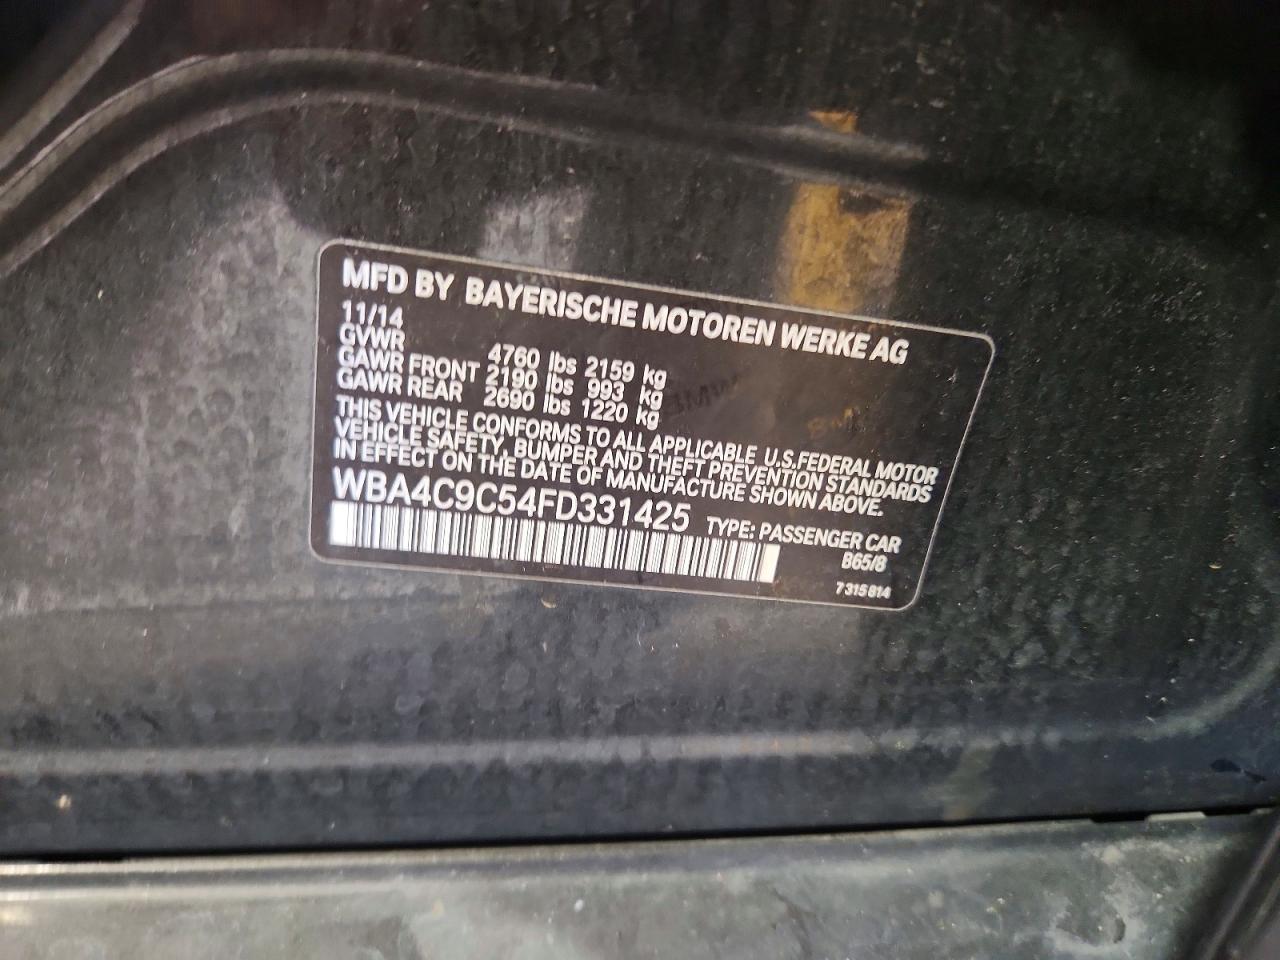 MFD BY BAYERISCHE MOTOREN WERKE AG
11/14
GVWR 4760 lbs 2159 kg
GAWR FRONT 2190 lbs 993 kg
GAWR REAR 2690 lbs 1220 kg
THIS VEHICLE CONFORMS TO ALL APPLICABLE U.S.FEDERAL MOTOR
VEHICLE SAFETY, BUMPER AND THEFT PREVENTION STANDARDS
IN EFFECT ON THE DATE OF MANUFACTURE SHOWN ABOVE.
WBA4C9C54FD331425 TYPE: PASSENGER CAR
B65/8
7315814